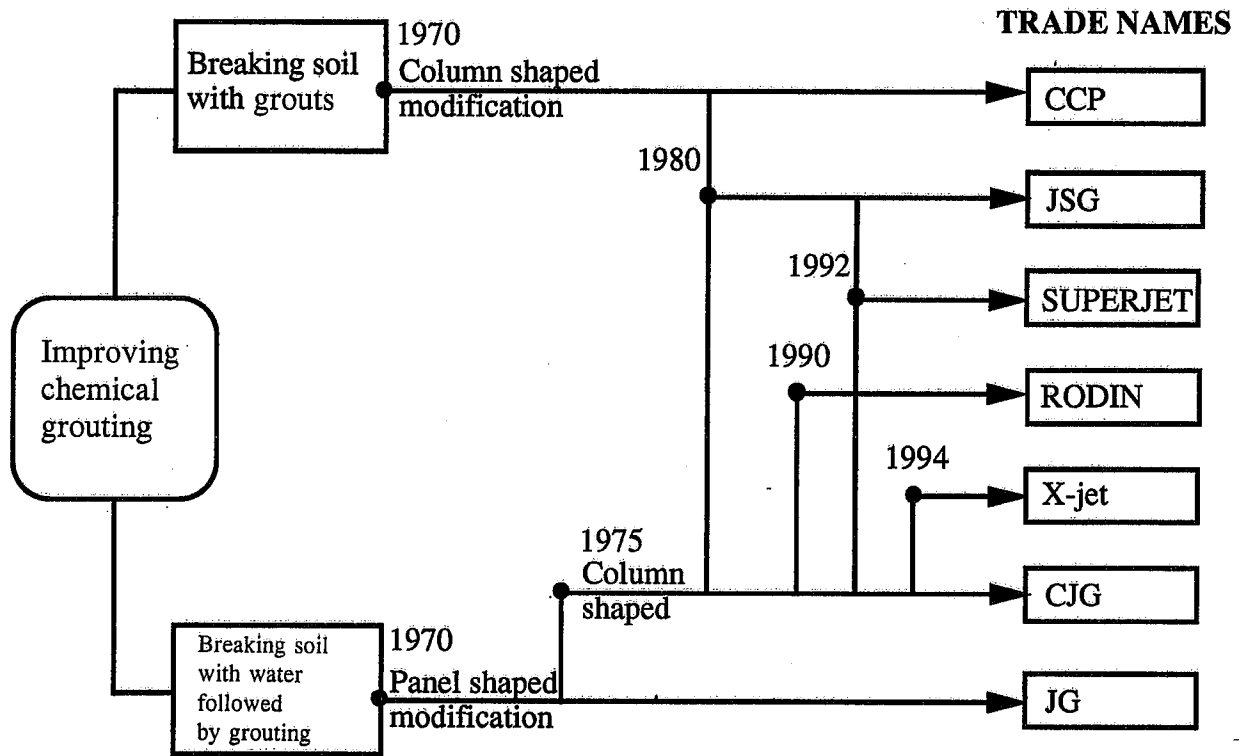 TRADE NAMES
Breaking soil
with grouts
1970
Column shaped
modification
CCP
1980
JSG
1992
SUPERJET
Improving
chemical
grouting
1990
RODIN
1994
X-jet
1975
Column
shaped
CJG
Breaking soil
with water
followed
by grouting
1970
Panel shaped
modification
JG